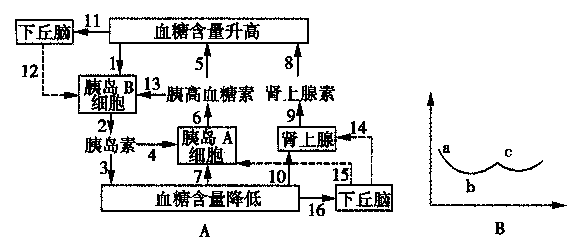 下丘脑
11
血糖含量升高
12
1
13
5
8
胰岛B
细胞
胰高血糖素
肾上腺素
2
6
9
14
胰岛素
4
胰岛A
细胞
肾上腺
3
7
10
15
血糖含量降低
16
下丘脑
A
a
b
c
B